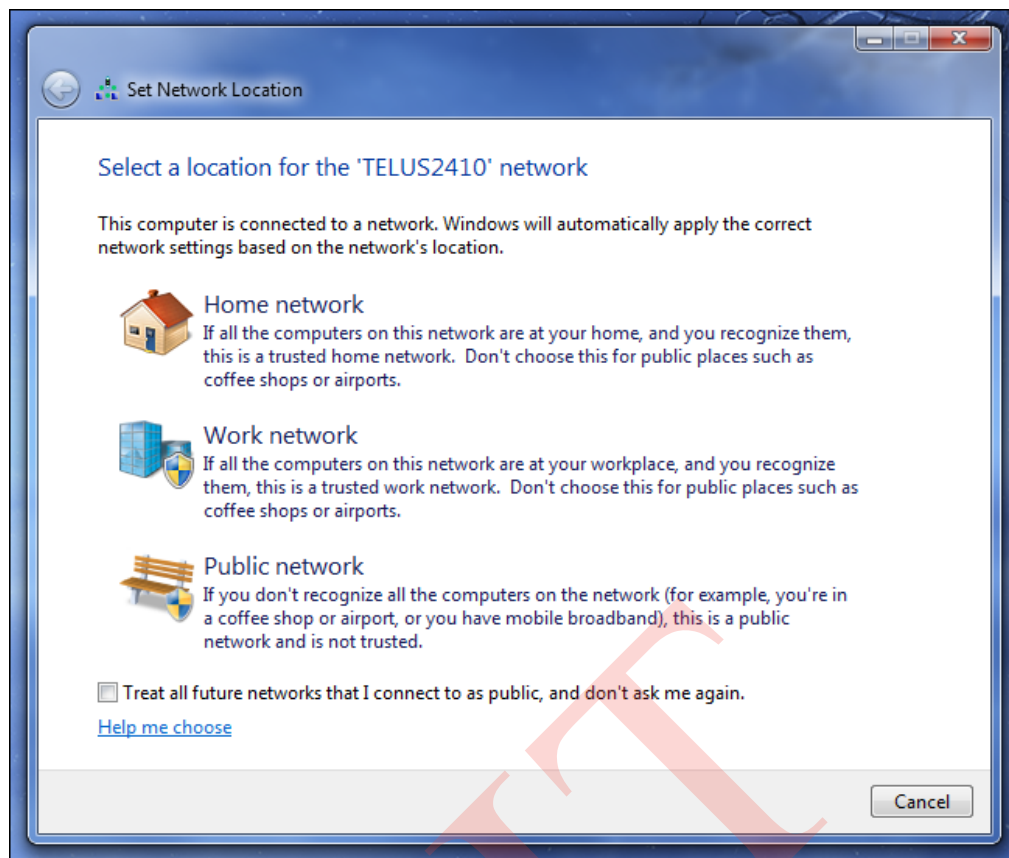 Set Network Location
Select a location for the 'TELUS2410' network
This computer is connected to a network. Windows will automatically apply the correct
network settings based on the network's location.
Home network
If all the computers on this network are at your home, and you recognize them,
this is a trusted home network.  Don't choose this for public places such as
coffee shops or airports.
Work network
If all the computers on this network are at your workplace, and you recognize
them, this is a trusted work network.  Don't choose this for public places such as
coffee shops or airports.
Public network
If you don't recognize all the computers on the network (for example, you're in
a coffee shop or airport, or you have mobile broadband), this is a public
network and is not trusted.
Treat all future networks that I connect to as public, and don't ask me again.
Help me choose
Cancel